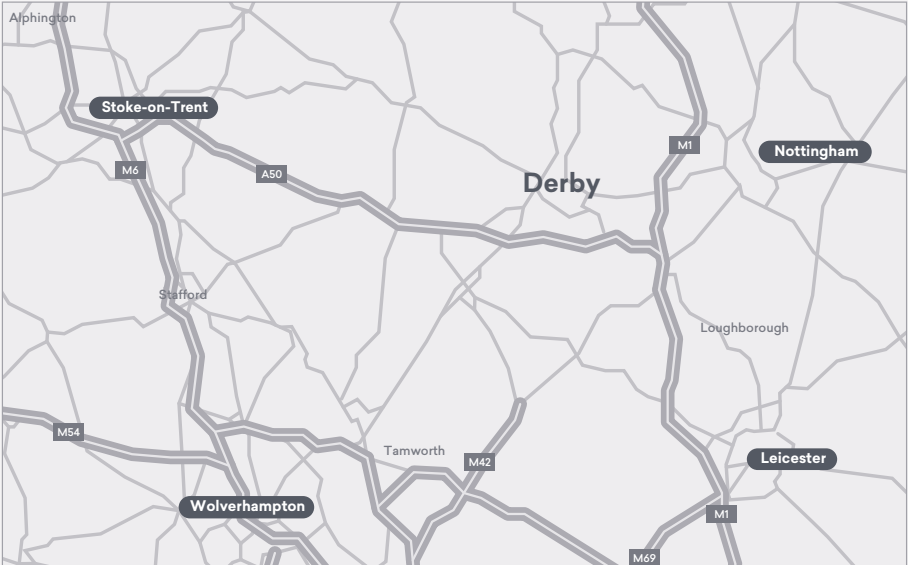 Alphington
Stoke-on-Trent
M1
Nottingham
M6
A50
Derby
Stafford
Loughborough
M54
Tamworth
M42
Leicester
Wolverhampton
M1
M69